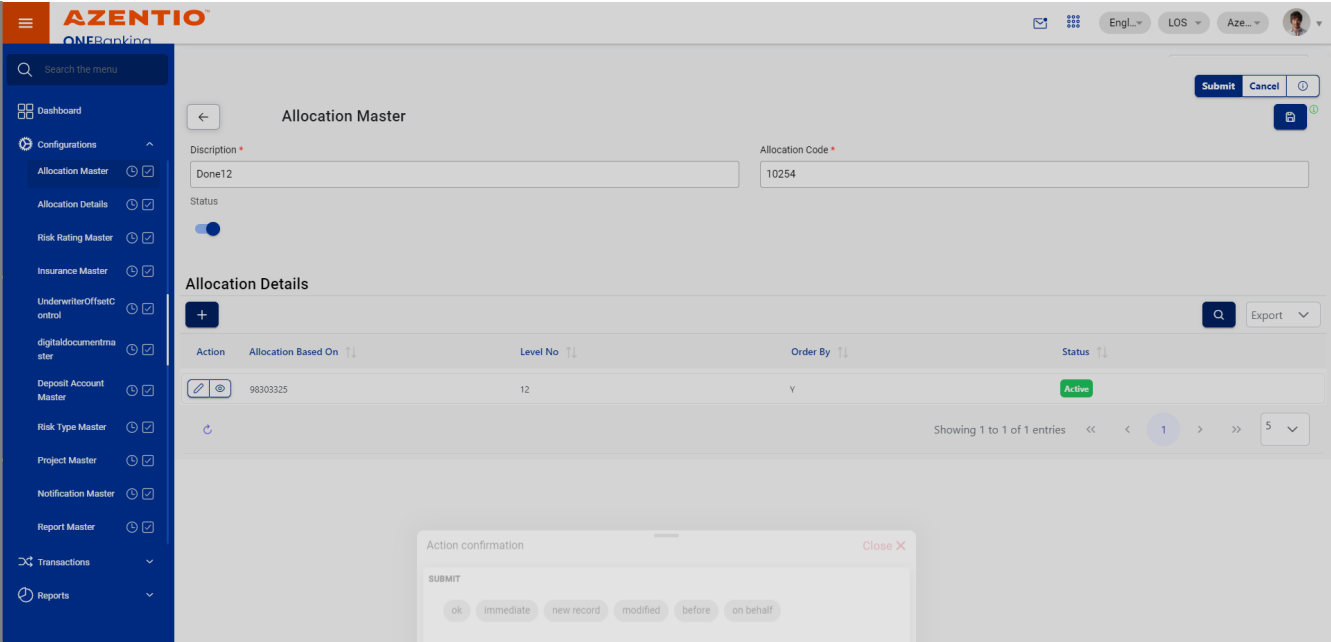 AZENTIO
ONEBanking
Engl...
LOS
Aze...
Search the menu
Submit Cancel
Dashboard
Allocation Master
Configurations
Discription *
Allocation Code *
Allocation Master
Done12
10254
Allocation Details
Status
Risk Rating Master
Insurance Master
Allocation Details
UnderwriterOffsetC
ontrol
Export
digitaldocumentma
ster
Action Allocation Based On Level No Order By Status
Deposit Account
Master
98303325 12 Y Active
Risk Type Master
Showing 1 to 1 of 1 entries << < 1 > >> 5
Project Master
Notification Master
Report Master
Action confirmation Close X
Transactions
SUBMIT
Reports
ok immediate new record modified before on behalf